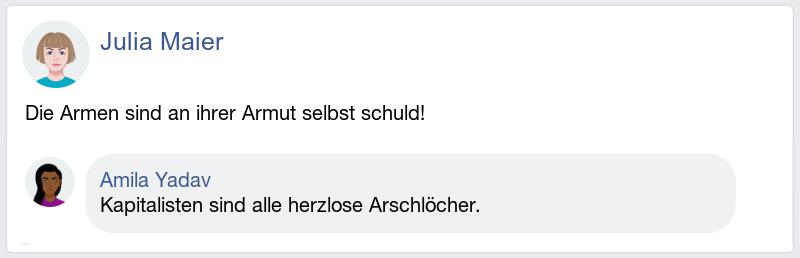 Julia Maier
Die Armen sind an ihrer Armut selbst schuld!
Amila Yadav
Kapitalisten sind alle herzlose Arschlöcher.